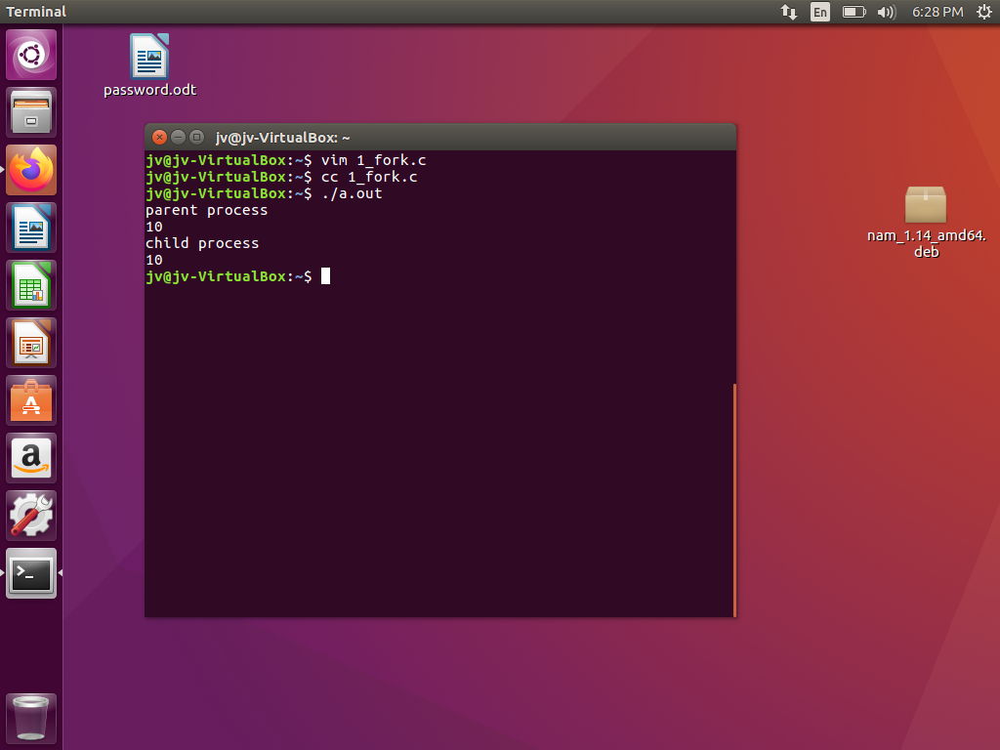 Terminal
En
6:28 PM
password.odt
jv@jv-VirtualBox: ~
jv@jv-VirtualBox:~$ vim 1_fork.c
jv@jv-VirtualBox:~$ cc 1_fork.c
jv@jv-VirtualBox:~$ ./a.out
parent process
10
child process
10
jv@jv-VirtualBox:~$
nam_1.14_amd64.
deb